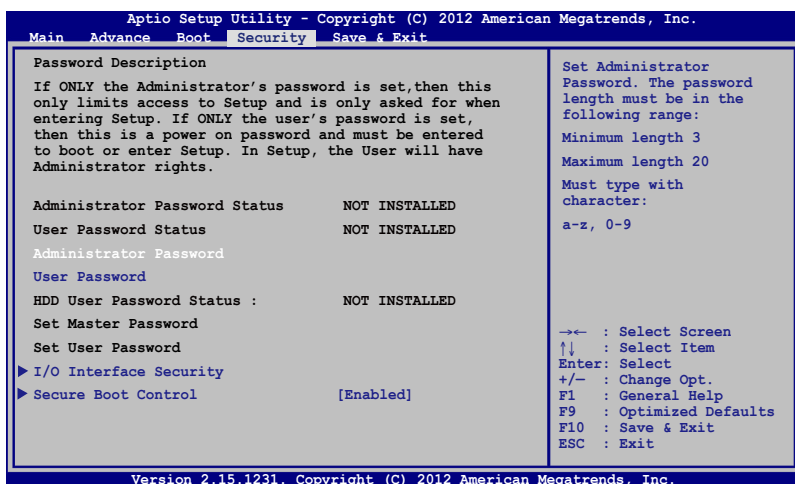 Aptio Setup Utility - Copyright (C) 2012 American Megatrends, Inc.
Main Advance Boot Security Save & Exit
Password Description
If ONLY the Administrator's password is set,then this
only limits access to Setup and is only asked for when
entering Setup. If ONLY the user's password is set,
then this is a power on password and must be entered
to boot or enter Setup. In Setup, the User will have
Administrator rights.
Administrator Password Status NOT INSTALLED
User Password Status NOT INSTALLED
Administrator Password
User Password
HDD User Password Status : NOT INSTALLED
Set Master Password
Set User Password
I/O Interface Security
Secure Boot Control [Enabled]
Set Administrator
Password. The password
length must be in the
following range:
Minimum length 3
Maximum length 20
Must type with
character:
a-z, 0-9
→← : Select Screen
↑↓ : Select Item
Enter: Select
+/— : Change Opt.
F1 : General Help
F9 : Optimized Defaults
F10 : Save & Exit
ESC : Exit
Version 2.15.1231. Copyright (C) 2012 American Megatrends, Inc.